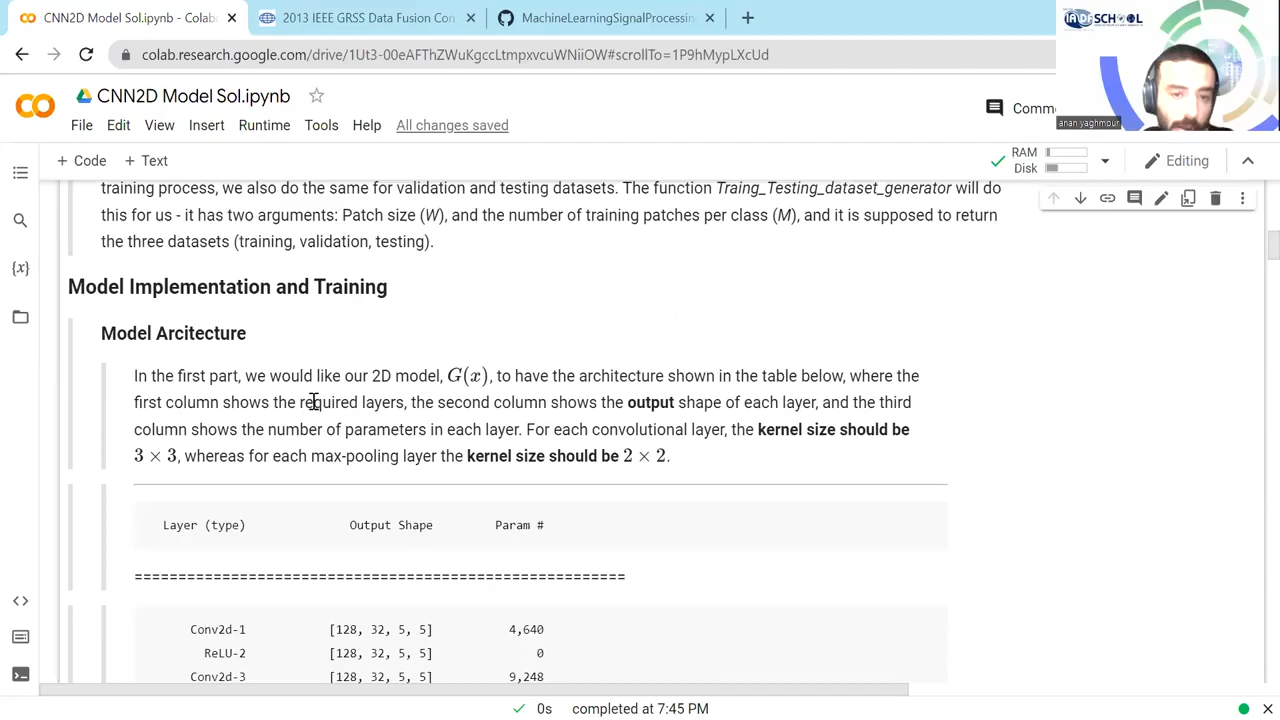 CNN2D Model Sol.ipynb - Colab
2013 IEEE GRSS Data Fusion Con
MachineLearningSignalProcessin
colab.research.google.com/drive/1Ut3-00eAFThZWuKgccLtnpxvcuWNiiOW#scrollTo=1P9hMypLXcUd
IADFSCHOOL
anan yaghmour
CNN2D Model Sol.ipynb
Comme
File Edit View Insert Runtime Tools Help All changes saved
+ Code + Text
RAM
Disk
Editing
training process, we also do the same for validation and testing datasets. The function Traing_Testing_dataset_generator will do
this for us - it has two arguments: Patch size (W), and the number of training patches per class (M), and it is supposed to return
the three datasets (training, validation, testing).
Model Implementation and Training
Model Arcitecture
In the first part, we would like our 2D model, G(x), to have the architecture shown in the table below, where the
first column shows the required layers, the second column shows the output shape of each layer, and the third
column shows the number of parameters in each layer. For each convolutional layer, the kernel size should be
3 × 3, whereas for each max-pooling layer the kernel size should be 2 × 2.
Layer (type) Output Shape Param #
=====================================================
Conv2d-1 [128, 32, 5, 5] 4,640
ReLU-2 [128, 32, 5, 5] 0
Conv2d-3 [128, 32, 5, 5] 9,248
0s completed at 7:45 PM